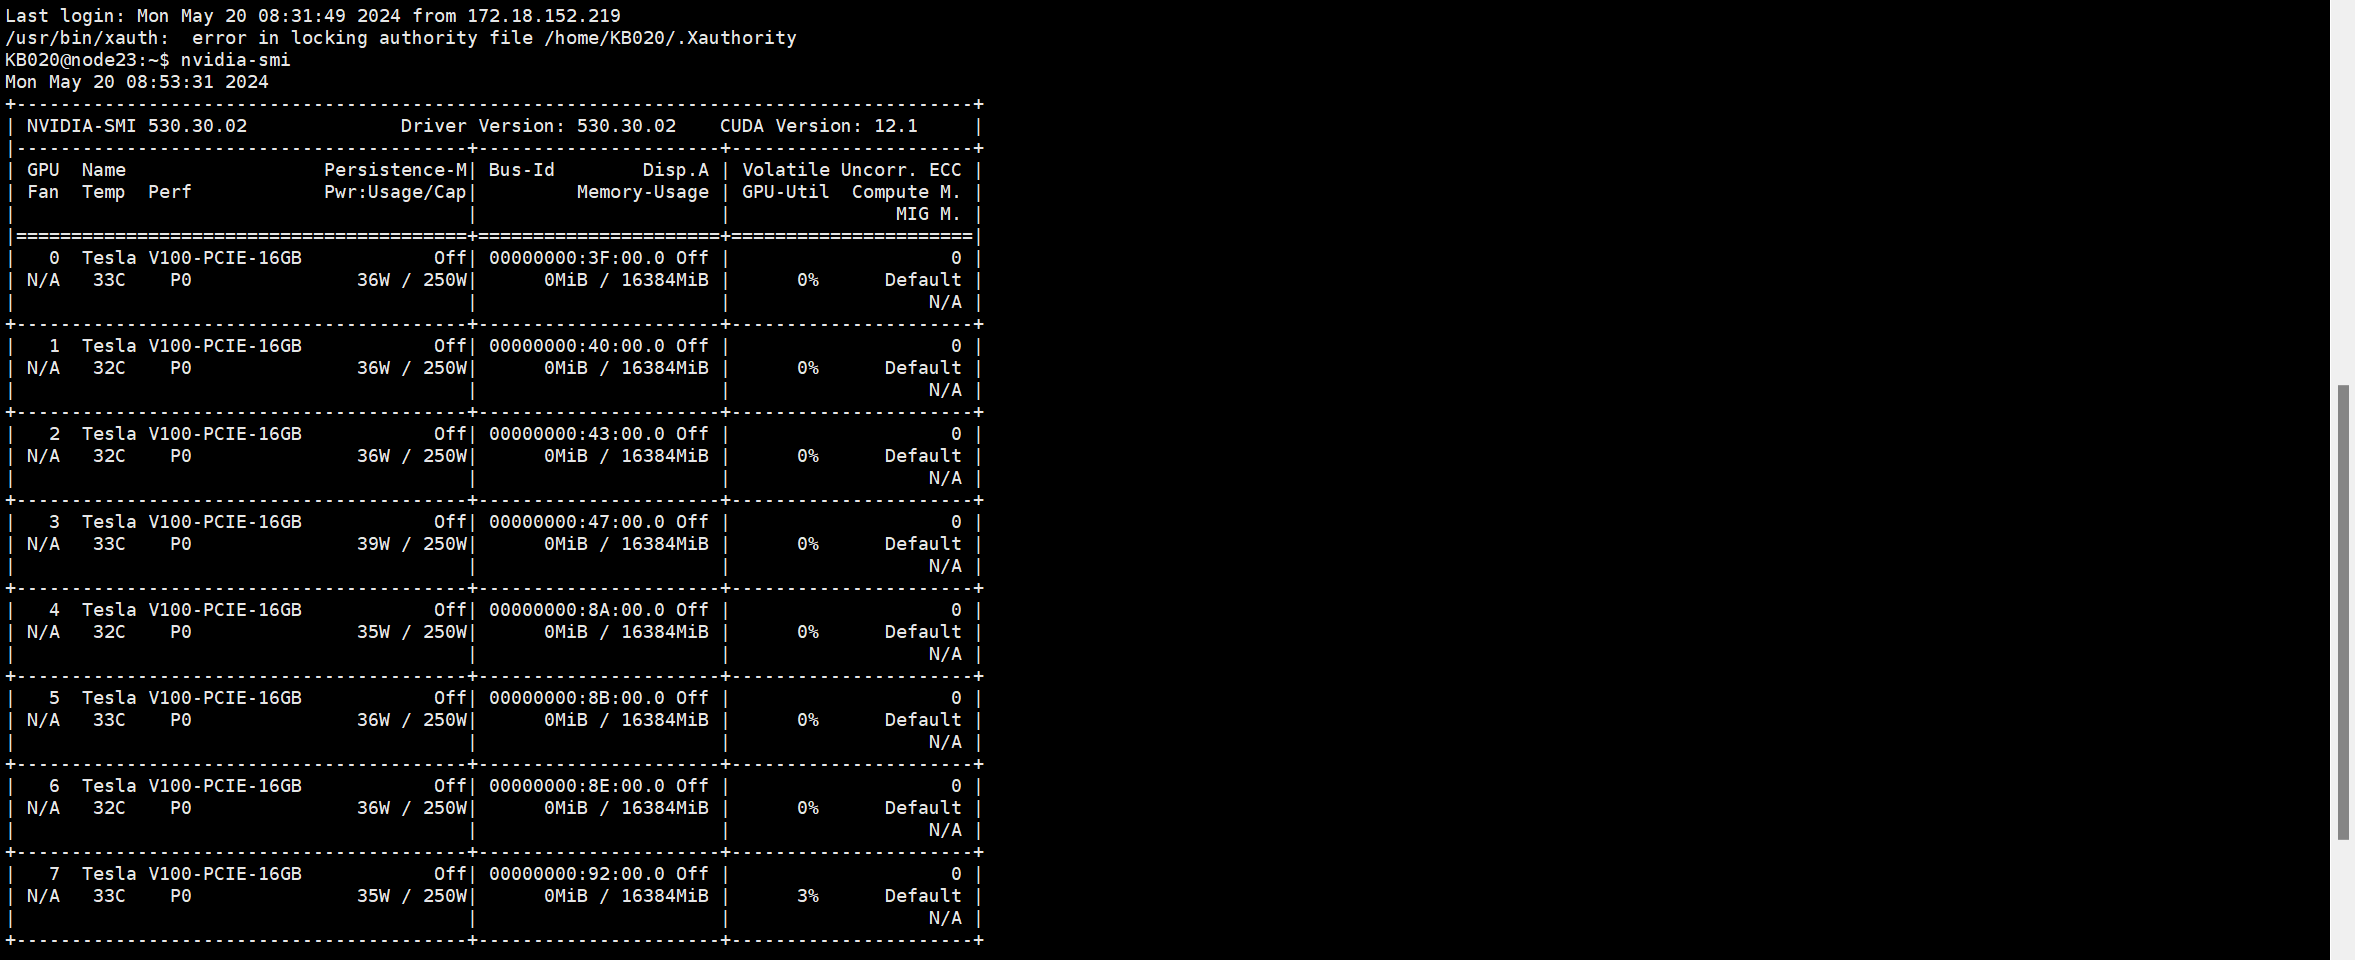 Last login: Mon May 20 08:31:49 2024 from 172.18.152.219
/usr/bin/xauth:  error in locking authority file /home/KB020/.Xauthority
KB020@node23:~$ nvidia-smi
Mon May 20 08:53:31 2024
+---------------------------------------------------------------------------------------+
| NVIDIA-SMI 530.30.02              Driver Version: 530.30.02    CUDA Version: 12.1     |
|-----------------------------------------+----------------------+----------------------+
| GPU  Name                  Persistence-M| Bus-Id        Disp.A | Volatile Uncorr. ECC |
| Fan  Temp  Perf            Pwr:Usage/Cap|         Memory-Usage | GPU-Util  Compute M. |
|                                         |                      |               MIG M. |
|=========================================+======================+======================|
|   0  Tesla V100-PCIE-16GB            Off| 00000000:3F:00.0 Off |                    0 |
| N/A   33C    P0               36W / 250W|      0MiB / 16384MiB |      0%      Default |
|                                         |                      |                  N/A |
+-----------------------------------------+----------------------+----------------------+
|   1  Tesla V100-PCIE-16GB            Off| 00000000:40:00.0 Off |                    0 |
| N/A   32C    P0               36W / 250W|      0MiB / 16384MiB |      0%      Default |
|                                         |                      |                  N/A |
+-----------------------------------------+----------------------+----------------------+
|   2  Tesla V100-PCIE-16GB            Off| 00000000:43:00.0 Off |                    0 |
| N/A   32C    P0               36W / 250W|      0MiB / 16384MiB |      0%      Default |
|                                         |                      |                  N/A |
+-----------------------------------------+----------------------+----------------------+
|   3  Tesla V100-PCIE-16GB            Off| 00000000:47:00.0 Off |                    0 |
| N/A   33C    P0               39W / 250W|      0MiB / 16384MiB |      0%      Default |
|                                         |                      |                  N/A |
+-----------------------------------------+----------------------+----------------------+
|   4  Tesla V100-PCIE-16GB            Off| 00000000:8A:00.0 Off |                    0 |
| N/A   32C    P0               35W / 250W|      0MiB / 16384MiB |      0%      Default |
|                                         |                      |                  N/A |
+-----------------------------------------+----------------------+----------------------+
|   5  Tesla V100-PCIE-16GB            Off| 00000000:8B:00.0 Off |                    0 |
| N/A   33C    P0               36W / 250W|      0MiB / 16384MiB |      0%      Default |
|                                         |                      |                  N/A |
+-----------------------------------------+----------------------+----------------------+
|   6  Tesla V100-PCIE-16GB            Off| 00000000:8E:00.0 Off |                    0 |
| N/A   32C    P0               36W / 250W|      0MiB / 16384MiB |      0%      Default |
|                                         |                      |                  N/A |
+-----------------------------------------+----------------------+----------------------+
|   7  Tesla V100-PCIE-16GB            Off| 00000000:92:00.0 Off |                    0 |
| N/A   33C    P0               35W / 250W|      0MiB / 16384MiB |      3%      Default |
|                                         |                      |                  N/A |
+-----------------------------------------+----------------------+----------------------+